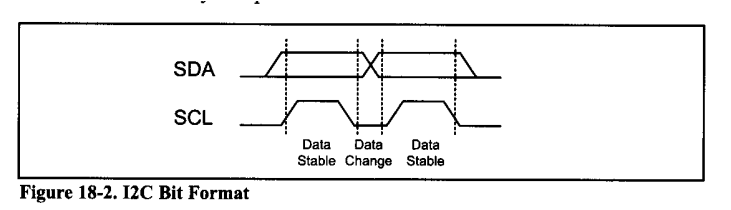 SDA
SCL
Data Data Data
Stable Change Stable
Figure 18-2. I2C Bit Format